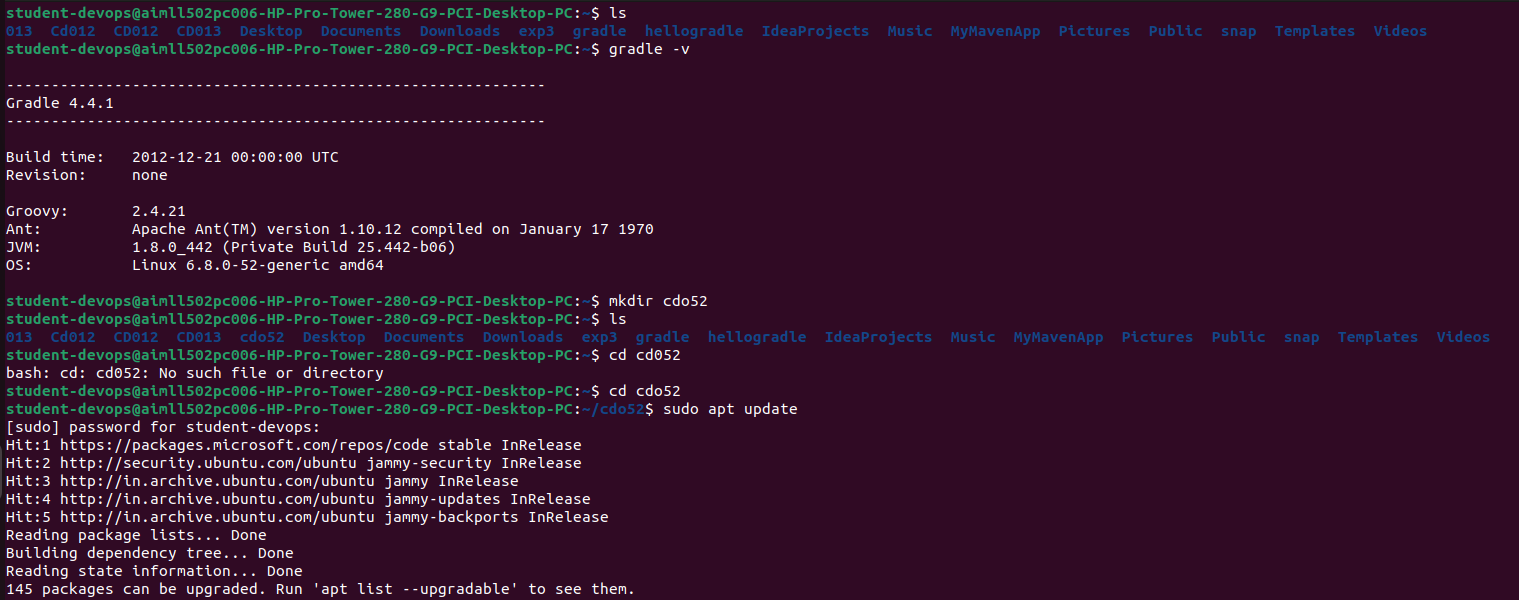 student-devops@aimll502pc006-HP-Pro-Tower-280-G9-PCI-Desktop-PC:~$ ls
013  Cd012  CD012  CD013  Desktop  Documents  Downloads  exp3  gradle  hellogradle  IdeaProjects  Music  MyMavenApp  Pictures  Public  snap  Templates  Videos
student-devops@aimll502pc006-HP-Pro-Tower-280-G9-PCI-Desktop-PC:~$ gradle -v
------------------------------------------------------------
Gradle 4.4.1
------------------------------------------------------------
Build time:   2012-12-21 00:00:00 UTC
Revision:     none
Groovy:       2.4.21
Ant:          Apache Ant(TM) version 1.10.12 compiled on January 17 1970
JVM:          1.8.0_442 (Private Build 25.442-b06)
OS:           Linux 6.8.0-52-generic amd64
student-devops@aimll502pc006-HP-Pro-Tower-280-G9-PCI-Desktop-PC:~$ mkdir cdo52
student-devops@aimll502pc006-HP-Pro-Tower-280-G9-PCI-Desktop-PC:~$ ls
013  Cd012  CD012  CD013  cdo52  Desktop  Documents  Downloads  exp3  gradle  hellogradle  IdeaProjects  Music  MyMavenApp  Pictures  Public  snap  Templates  Videos
student-devops@aimll502pc006-HP-Pro-Tower-280-G9-PCI-Desktop-PC:~$ cd cd052
bash: cd: cd052: No such file or directory
student-devops@aimll502pc006-HP-Pro-Tower-280-G9-PCI-Desktop-PC:~$ cd cdo52
student-devops@aimll502pc006-HP-Pro-Tower-280-G9-PCI-Desktop-PC:~/cdo52$ sudo apt update
[sudo] password for student-devops:
Hit:1 https://packages.microsoft.com/repos/code stable InRelease
Hit:2 http://security.ubuntu.com/ubuntu jammy-security InRelease
Hit:3 http://in.archive.ubuntu.com/ubuntu jammy InRelease
Hit:4 http://in.archive.ubuntu.com/ubuntu jammy-updates InRelease
Hit:5 http://in.archive.ubuntu.com/ubuntu jammy-backports InRelease
Reading package lists... Done
Building dependency tree... Done
Reading state information... Done
145 packages can be upgraded. Run 'apt list --upgradable' to see them.